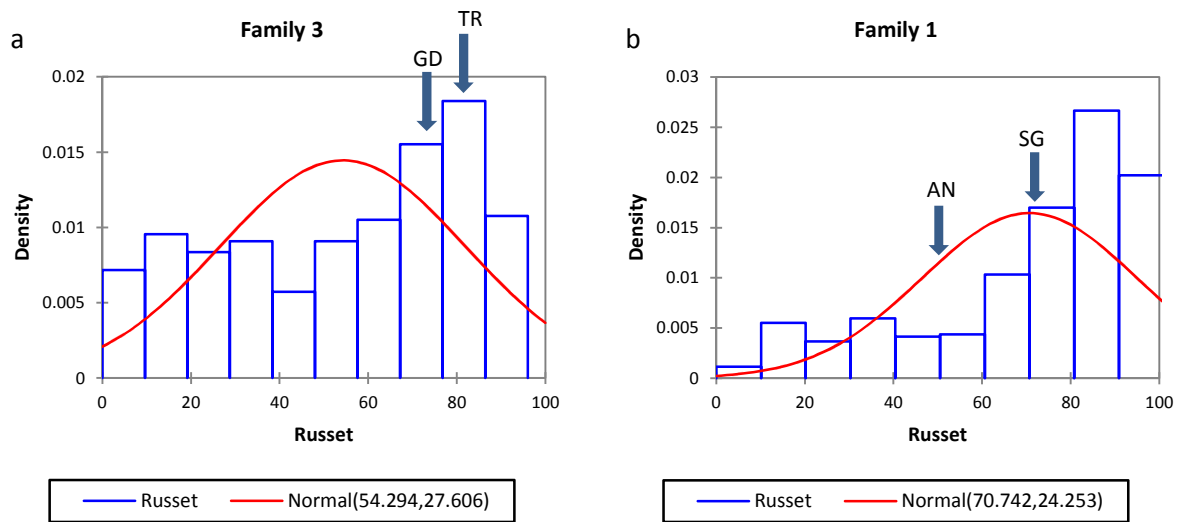 a
Family 3
TR
GD
0.02
0.015
0.01
0.005
0
Density
0 20 40 60 80 100
Russet
Russet Normal(54.294,27.606)
b
Family 1
SG
AN
0.03
0.025
0.02
0.015
0.01
0.005
0
Density
0 20 40 60 80 100
Russet
Russet Normal(70.742,24.253)